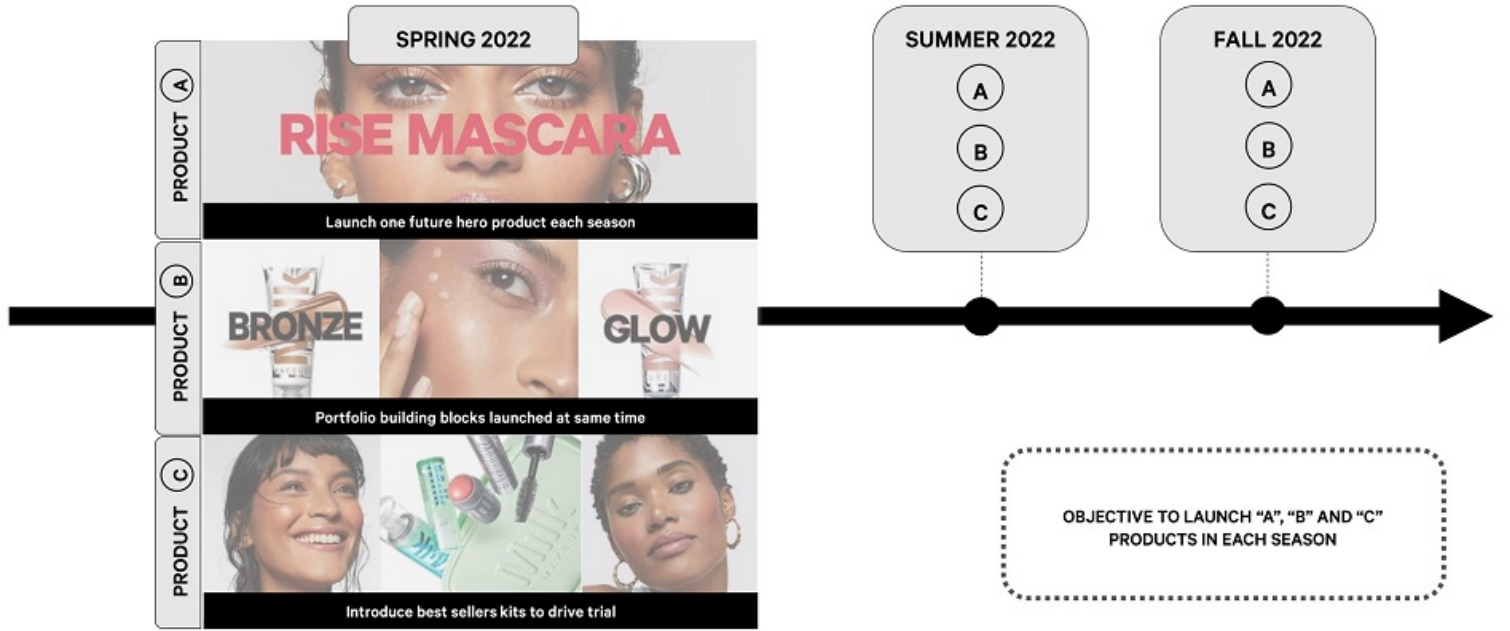 SPRING 2022
PRODUCT A
RISE MASCARA
Launch one future hero product each season
PRODUCT B
BRONZE
GLOW
Portfolio building blocks launched at same time
PRODUCT C
Milk
MAKEUP
Introduce best sellers kits to drive trial
SUMMER 2022
A
B
C
FALL 2022
A
B
C
OBJECTIVE TO LAUNCH “A”, “B” AND “C”
PRODUCTS IN EACH SEASON